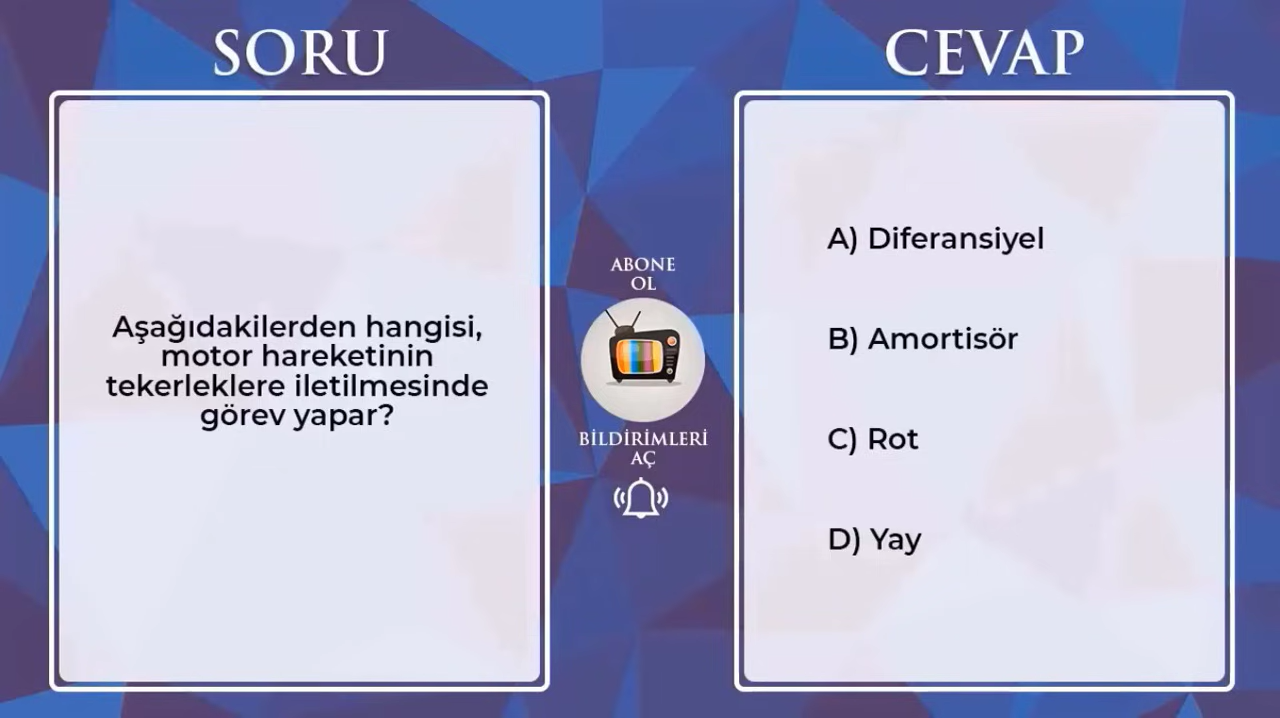 SORU
Aşağıdakilerden hangisi,
motor hareketinin
tekerleklere iletilmesinde
görev yapar?
ABONE
OL
BİLDİRİMLERİ
AÇ
CEVAP
A) Diferansiyel
B) Amortisör
C) Rot
D) Yay